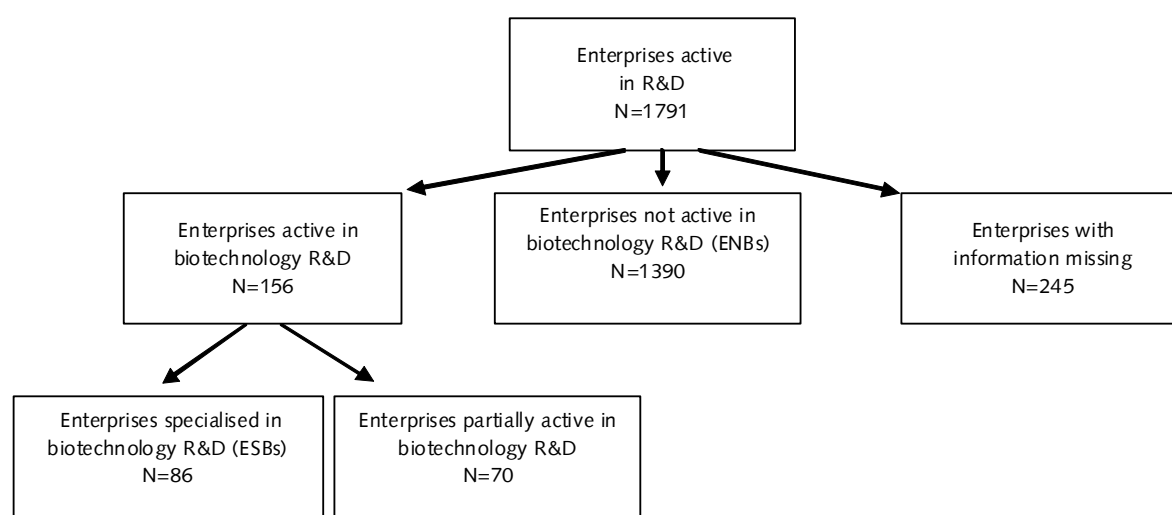 Enterprises active
in R&D
N=1791
Enterprises active in
biotechnology R&D
N=156
Enterprises not active in
biotechnology R&D (ENBs)
N=1390
Enterprises with
information missing
N=245
Enterprises specialised in
biotechnology R&D (ESBs)
N=86
Enterprises partially active in
biotechnology R&D
N=70